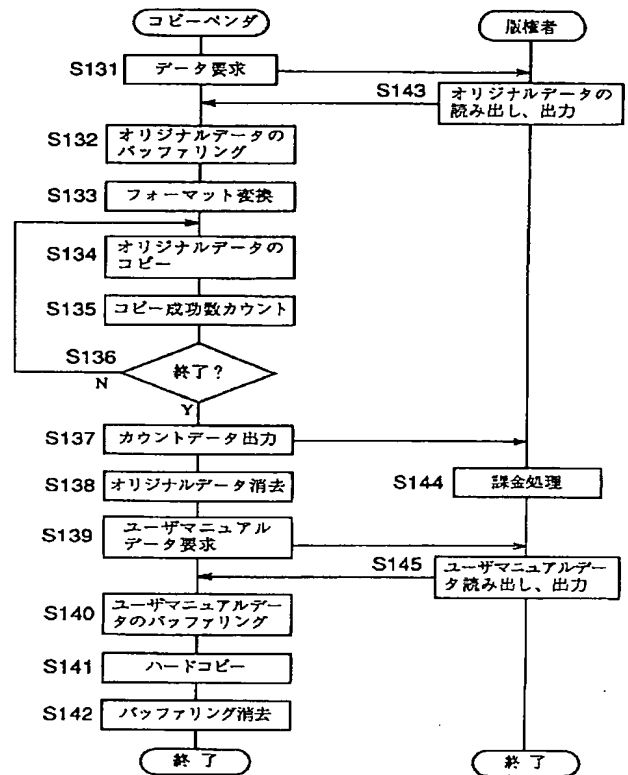 コピーベンダ
版権者
S131
データ要求
S143
オリジナルデータの
読み出し、出力
S132
オリジナルデータの
バッファリング
S133
フォーマット変換
S134
オリジナルデータの
コピー
S135
コピー成功数カウント
S136
終了?
N
Y
S137
カウントデータ出力
S138
オリジナルデータ消去
S144
課金処理
S139
ユーザマニュアル
データ要求
S145
ユーザマニュアルデー
タ読み出し、出力
S140
ユーザマニュアルデー
タのバッファリング
S141
ハードコピー
S142
バッファリング消去
終了
終了